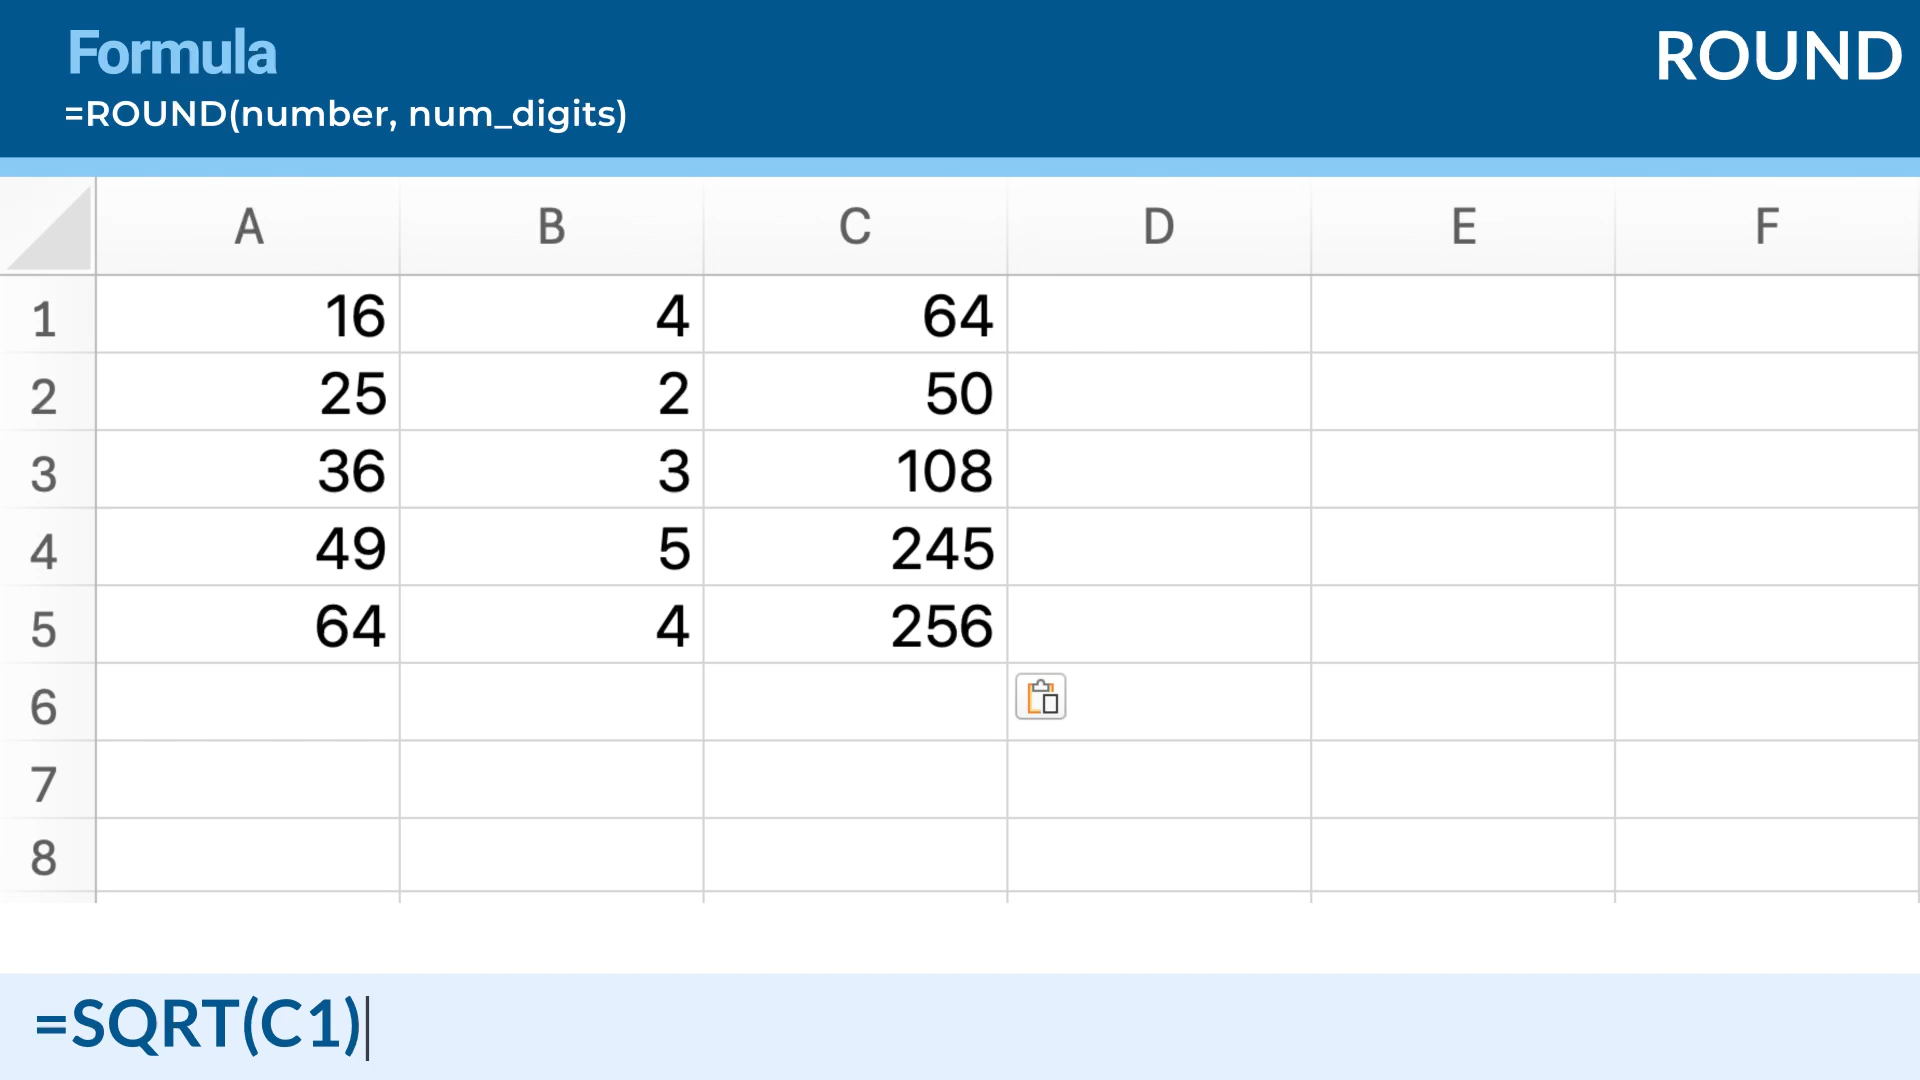 Formula
ROUND
=ROUND(number, num_digits)
A B C D E F
1 16 4 64
2 25 2 50
3 36 3 108
4 49 5 245
5 64 4 256
6
7
8
=SQRT(C1)